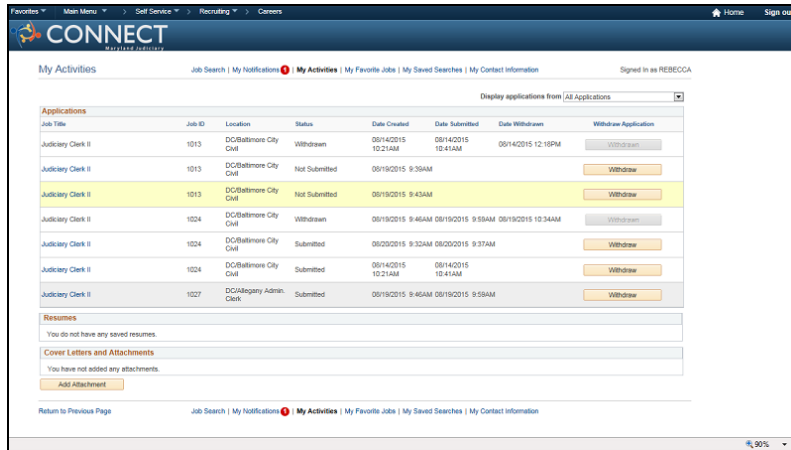 Favorites Main Menu > Self Service > Recruiting > Careers Home Sign ou
CONNECT
Maryland Judiciary
My Activities Job Search | My Notifications 1 | My Activities | My Favorite Jobs | My Saved Searches | My Contact Information Signed In as REBECCA
Display applications from All Applications
Applications
Job Title Job ID Location Status Date Created Date Submitted Date Withdrawn Withdraw Application
Judiciary Clerk II 1013 DC/Baltimore City Civil Withdrawn 08/14/2015 10:21AM 08/14/2015 10:41AM 08/14/2015 12:18PM Withdrawn
Judiciary Clerk II 1013 DC/Baltimore City Civil Not Submitted 08/19/2015 9:39AM Withdraw
Judiciary Clerk II 1013 DC/Baltimore City Civil Not Submitted 08/19/2015 9:43AM Withdraw
Judiciary Clerk II 1024 DC/Baltimore City Civil Withdrawn 08/19/2015 9:46AM 08/19/2015 9:59AM 08/19/2015 10:34AM Withdrawn
Judiciary Clerk II 1024 DC/Baltimore City Civil Submitted 08/20/2015 9:32AM 08/20/2015 9:37AM Withdraw
Judiciary Clerk II 1024 DC/Baltimore City Civil Submitted 08/14/2015 10:21AM 08/14/2015 10:41AM Withdraw
Judiciary Clerk II 1027 DC/Allegany Admin. Clerk Submitted 08/19/2015 9:46AM 08/19/2015 9:59AM Withdraw
Resumes
You do not have any saved resumes.
Cover Letters and Attachments
You have not added any attachments.
Add Attachment
Return to Previous Page Job Search | My Notifications 1 | My Activities | My Favorite Jobs | My Saved Searches | My Contact Information
90%